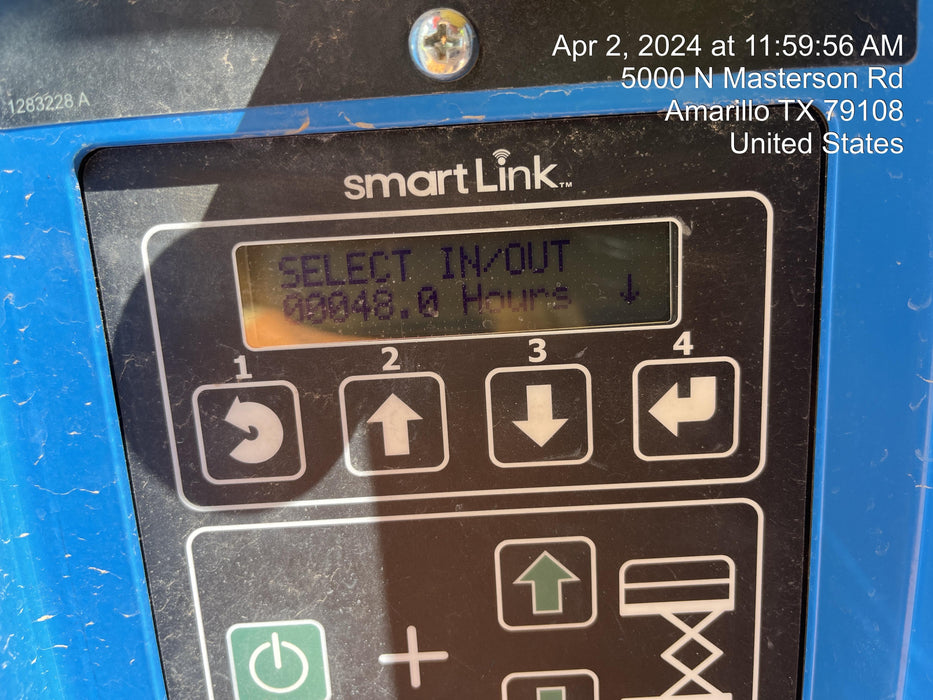 Apr 2, 2024 at 11:59:56 AM
5000 N Masterson Rd
Amarillo TX 79108
United States
1283228 A
smartLink™
SELECT IN/OUT
00048.0 Hours ↓
1 2 3 4